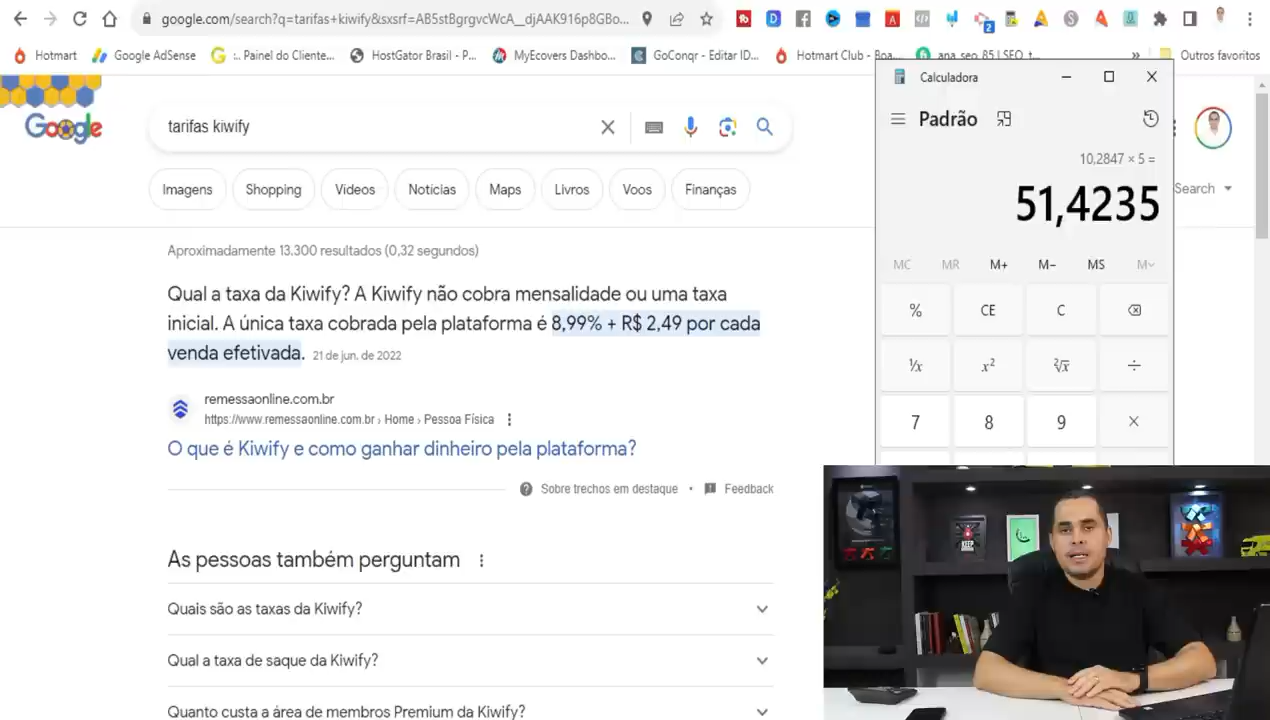 google.com/search?q=tarifas+kiwify&sxsrf=AB5stBgrgvcWcA__djAAK916p8GBo...
Hotmart
Google AdSense
:. Painel do Cliente...
HostGator Brasil - P...
MyEcovers Dashbo...
GoConqr - Editar ID...
Hotmart Club - Boa...
ana_seo_85 | SEO, t...
»
Outros favoritos
Google
tarifas kiwify
Imagens
Shopping
Vídeos
Notícias
Maps
Livros
Voos
Finanças
Search
Aproximadamente 13.300 resultados (0,32 segundos)
Qual a taxa da Kiwify? A Kiwify não cobra mensalidade ou uma taxa
inicial. A única taxa cobrada pela plataforma é 8,99% + R$ 2,49 por cada
venda efetivada. 21 de jun. de 2022
remessaonline.com.br
https://www.remessaonline.com.br › Home › Pessoa Física
O que é Kiwify e como ganhar dinheiro pela plataforma?
Sobre trechos em destaque • Feedback
As pessoas também perguntam
Quais são as taxas da Kiwify?
Qual a taxa de saque da Kiwify?
Quanto custa a área de membros Premium da Kiwify?
Calculadora
Padrão
10,2847 × 5 =
51,4235
MC MR M+ M− MS M˅
% CE C
¹/x x² ²√x ÷
7 8 9 ×